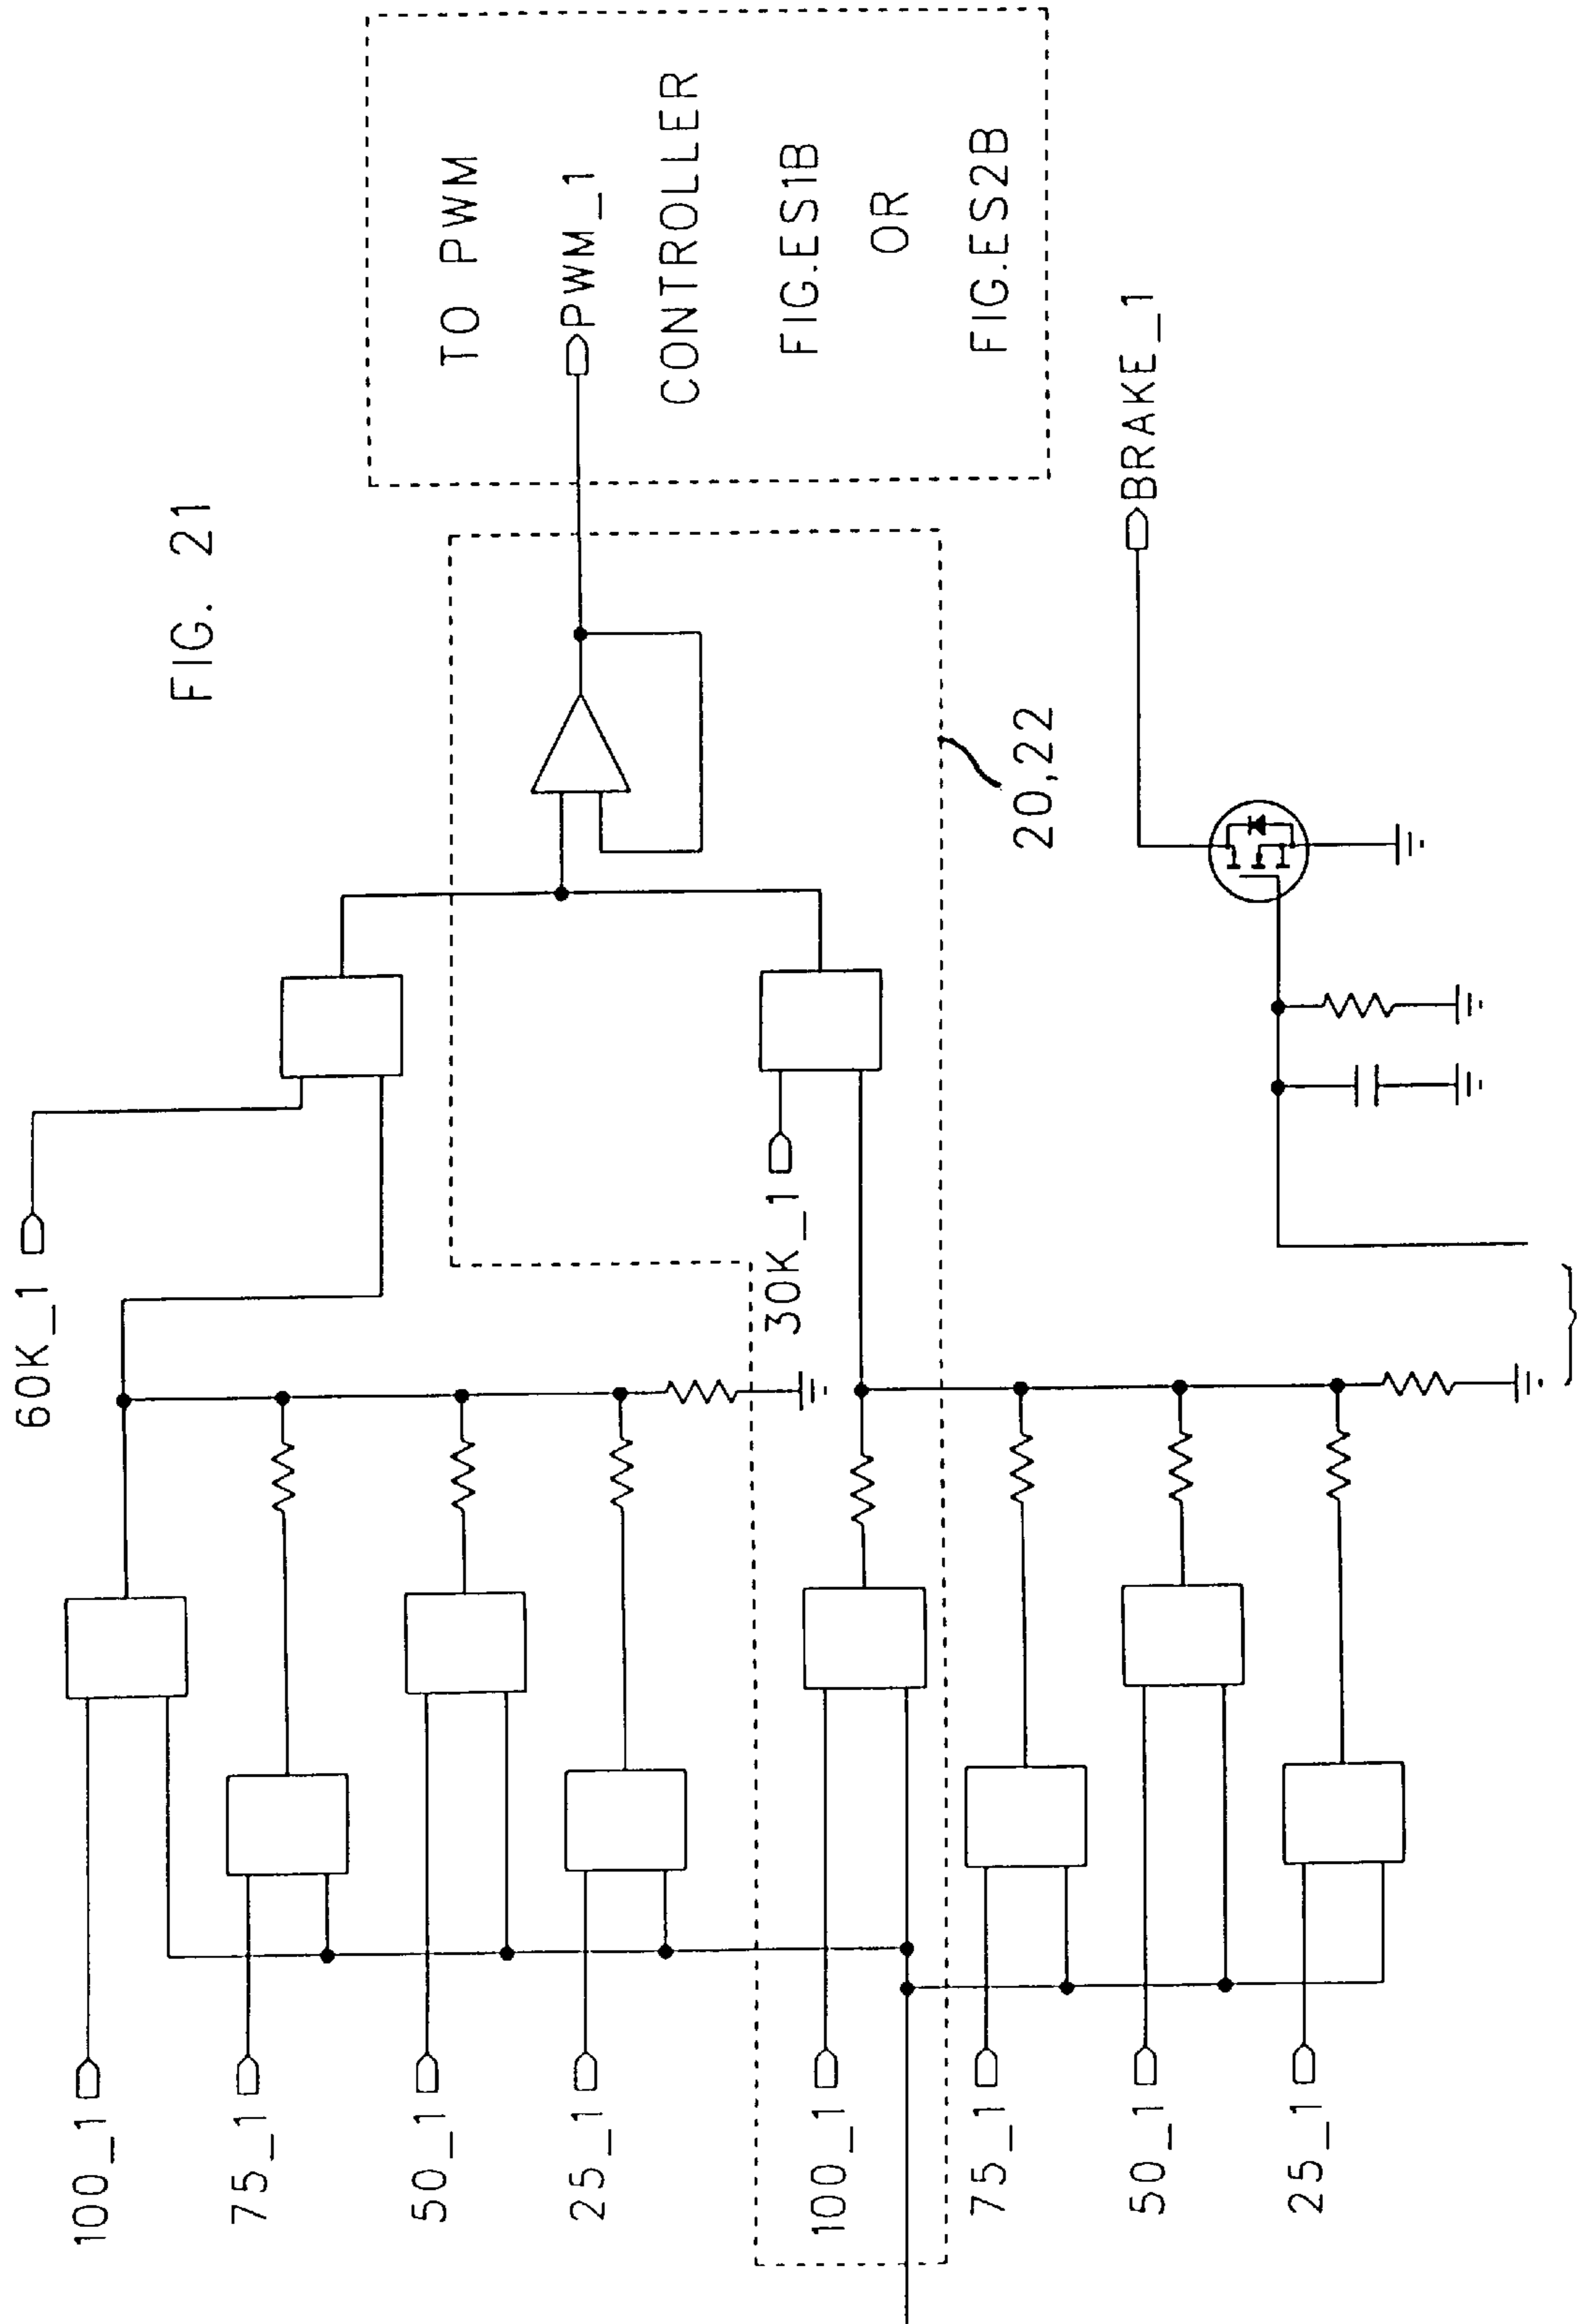 FIG. 21
60K_1
100_1
75_1
50_1
25_1
30K_1
100_1
75_1
50_1
25_1
TO PWM
PWM_1
CONTROLLER
FIG.ES1B
OR
FIG.ES2B
20,22
BRAKE_1